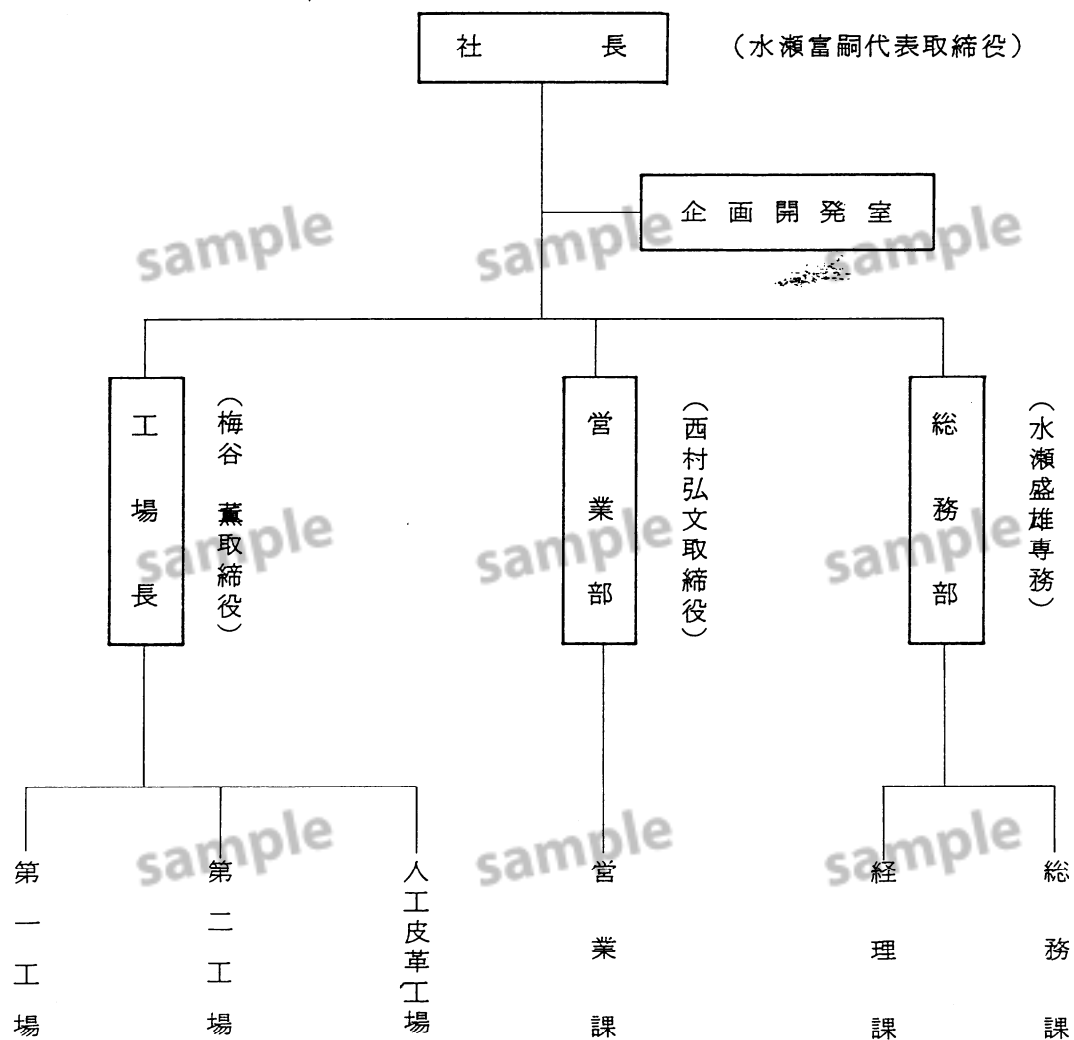 社長
（水瀬富嗣代表取締役）
企画開発室
総務部
（水瀬盛雄専務）
営業部
（西村弘文取締役）
工場長
（梅谷 薫取締役）
総務課
経理課
営業課
人工皮革工場
第二工場
第一工場
sample
sample
sample
sample
sample
sample
sample
sample
sample